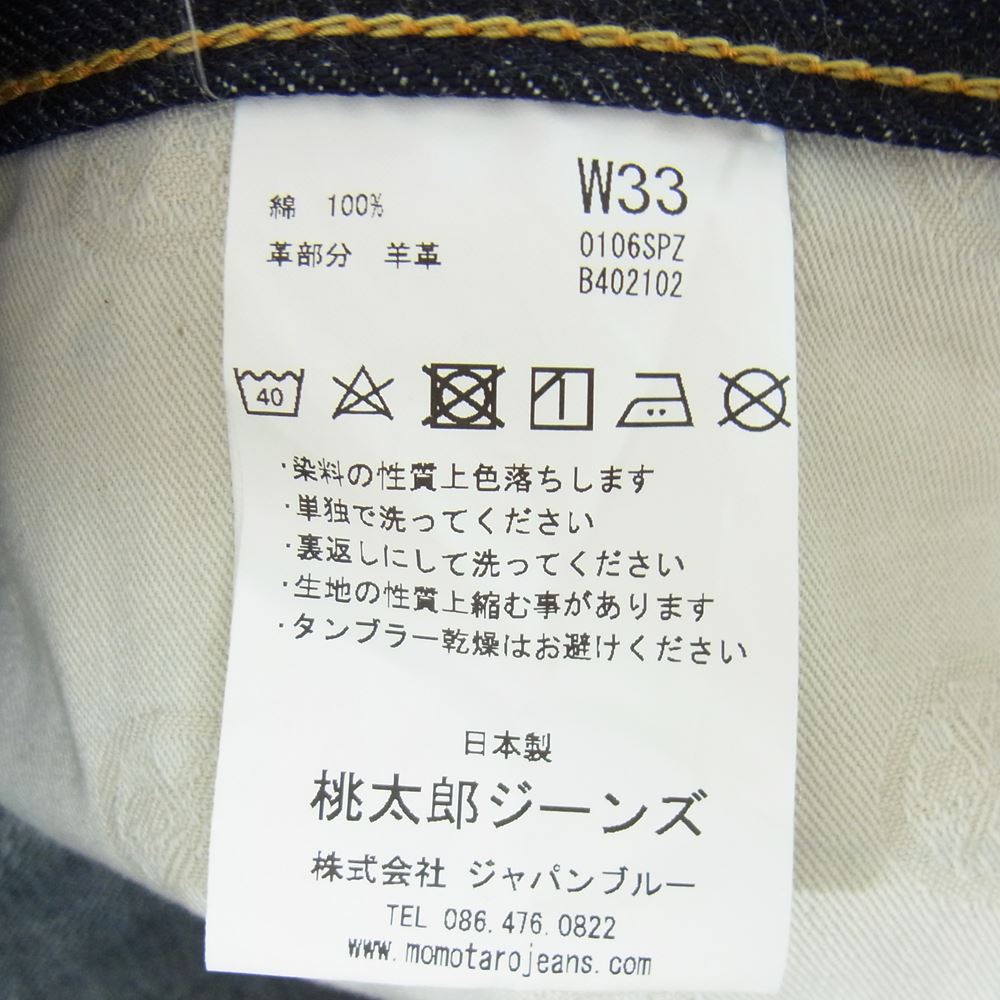 綿 100%
革部分 羊革
W33
0106SPZ
B402102
40
・染料の性質上色落ちします
・単独で洗ってください
・裏返しにして洗ってください
・生地の性質上縮む事があります
・タンブラー乾燥はお避けください
日本製
桃太郎ジーンズ
株式会社 ジャパンブルー
TEL 086.476.0822
www.momotarojeans.com